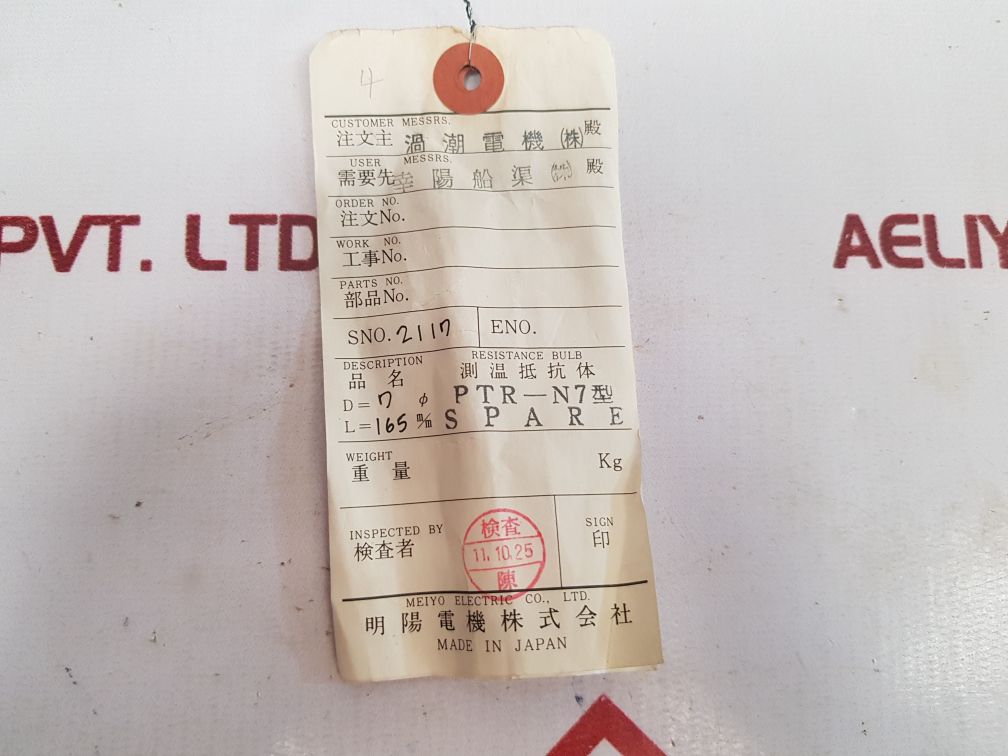 4
CUSTOMER MESSRS.
注文主 渦潮電機㈱殿
USER MESSRS.
需要先 幸陽船渠㈱殿
ORDER NO.
注文No.
WORK NO.
工事No.
PARTS NO.
部品No.
SNO. 2117 ENO.
DESCRIPTION RESISTANCE BULB
品名 測温抵抗体
D=7φ PTR-N7型
L=165m/m SPARE
WEIGHT
重量 Kg
INSPECTED BY SIGN
検査者 印
検査
11.10.25
陳
MEIYO ELECTRIC CO., LTD.
明陽電機株式会社
MADE IN JAPAN
PVT. LTD
AELIY